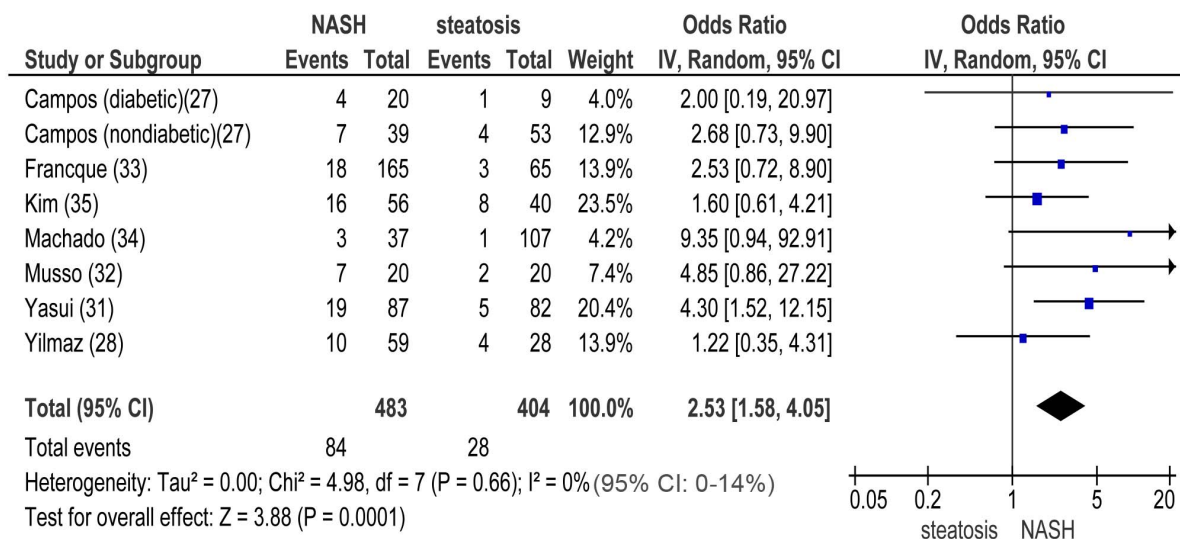 NASH steatosis Odds Ratio Odds Ratio
Study or Subgroup Events Total Events Total Weight IV, Random, 95% CI IV, Random, 95% CI
Campos (diabetic)(27) 4 20 1 9 4.0% 2.00 [0.19, 20.97]
Campos (nondiabetic)(27) 7 39 4 53 12.9% 2.68 [0.73, 9.90]
Francque (33) 18 165 3 65 13.9% 2.53 [0.72, 8.90]
Kim (35) 16 56 8 40 23.5% 1.60 [0.61, 4.21]
Machado (34) 3 37 1 107 4.2% 9.35 [0.94, 92.91]
Musso (32) 7 20 2 20 7.4% 4.85 [0.86, 27.22]
Yasui (31) 19 87 5 82 20.4% 4.30 [1.52, 12.15]
Yilmaz (28) 10 59 4 28 13.9% 1.22 [0.35, 4.31]
Total (95% CI) 483 404 100.0% 2.53 [1.58, 4.05]
Total events 84 28
Heterogeneity: Tau² = 0.00; Chi² = 4.98, df = 7 (P = 0.66); I² = 0% (95% CI: 0-14%)
Test for overall effect: Z = 3.88 (P = 0.0001)
0.05 0.2 1 5 20
steatosis NASH